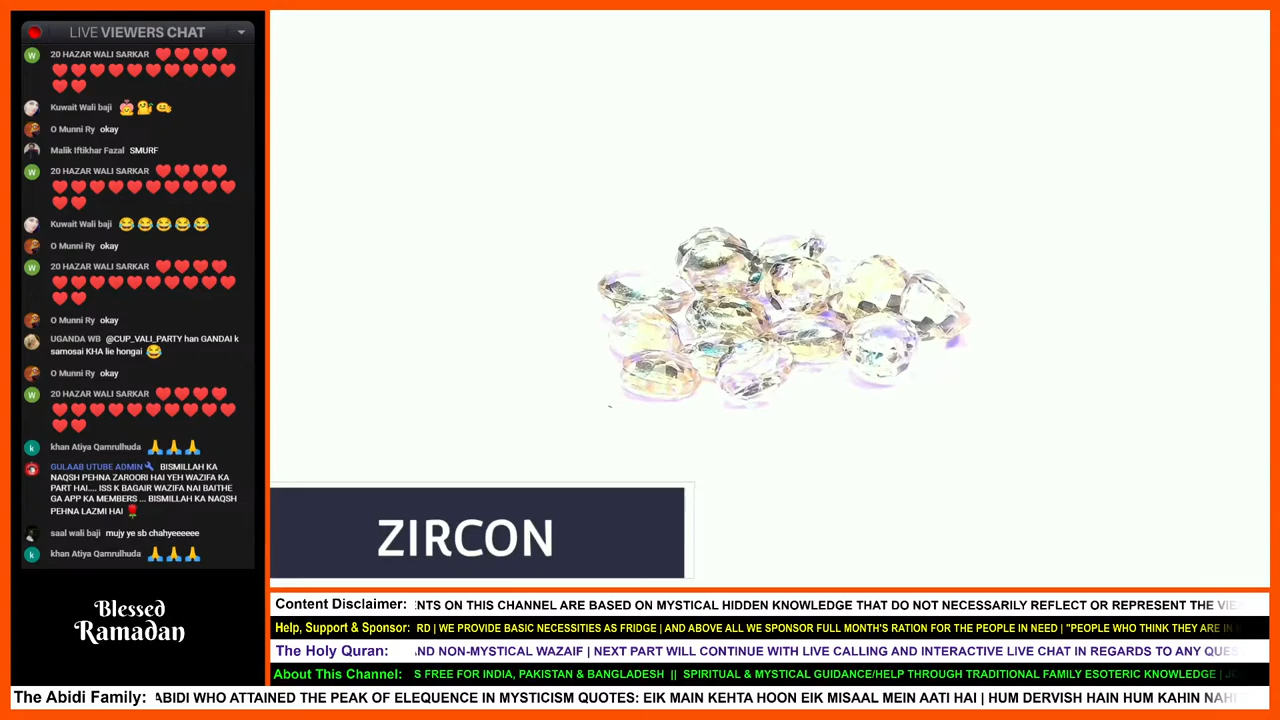 LIVE VIEWERS CHAT
W
20 HAZAR WALI SARKAR
Kuwait Wali baji
O Munni Ry okay
Malik Iftikhar Fazal SMURF
W
20 HAZAR WALI SARKAR
Kuwait Wali baji
O Munni Ry okay
W
20 HAZAR WALI SARKAR
O Munni Ry okay
UGANDA WB @CUP_VALI_PARTY han GANDAI k
samosai KHA lie hongai
O Munni Ry okay
W
20 HAZAR WALI SARKAR
k
khan Atiya Qamrulhuda
GULAAB UTUBE ADMIN BISMILLAH KA
NAQSH PEHNA ZAROORI HAI YEH WAZIFA KA
PART HAI.... ISS K BAGAIR WAZIFA NAI BAITHE
GA APP KA MEMBERS ... BISMILLAH KA NAQSH
PEHNA LAZMI HAI
saal wali baji mujy ye sb chahyeeeeee
k
khan Atiya Qamrulhuda
Blessed
Ramadan
ZIRCON
Content Disclaimer: ENTS ON THIS CHANNEL ARE BASED ON MYSTICAL HIDDEN KNOWLEDGE THAT DO NOT NECESSARILY REFLECT OR REPRESENT THE VIE
Help, Support & Sponsor: RD | WE PROVIDE BASIC NECESSITIES AS FRIDGE | AND ABOVE ALL WE SPONSOR FULL MONTH'S RATION FOR THE PEOPLE IN NEED | "PEOPLE WHO THINK THEY ARE IN
The Holy Quran: AND NON-MYSTICAL WAZAIF | NEXT PART WILL CONTINUE WITH LIVE CALLING AND INTERACTIVE LIVE CHAT IN REGARDS TO ANY QUES
About This Channel: S FREE FOR INDIA, PAKISTAN & BANGLADESH || SPIRITUAL & MYSTICAL GUIDANCE/HELP THROUGH TRADITIONAL FAMILY ESOTERIC KNOWLEDGE |
The Abidi Family: ABIDI WHO ATTAINED THE PEAK OF ELEQUENCE IN MYSTICISM QUOTES: EIK MAIN KEHTA HOON EIK MISAAL MEIN AATI HAI | HUM DERVISH HAIN HUM KAHIN NAH